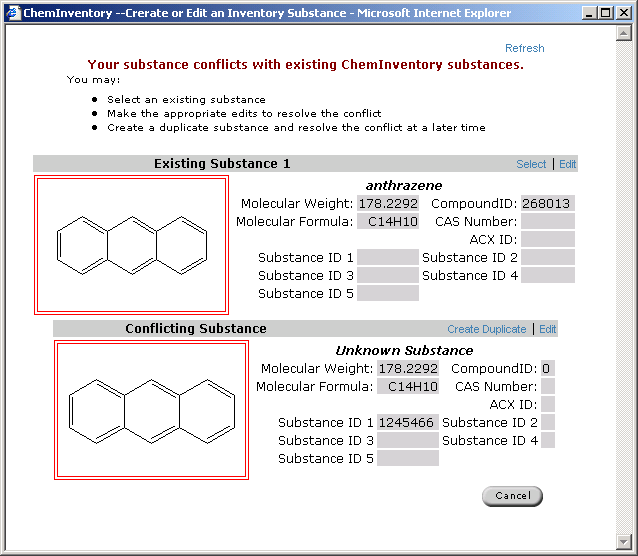 ChemInventory --Crerate or Edit an Inventory Substance - Microsoft Internet Explorer
Refresh
Your substance conflicts with existing ChemInventory substances.
You may:
Select an existing substance
Make the appropriate edits to resolve the conflict
Create a duplicate substance and resolve the conflict at a later time
Existing Substance 1 Select | Edit
anthrazene
Molecular Weight: 178.2292 CompoundID: 268013
Molecular Formula: C14H10 CAS Number:
ACX ID:
Substance ID 1 Substance ID 2
Substance ID 3 Substance ID 4
Substance ID 5
Conflicting Substance Create Duplicate | Edit
Unknown Substance
Molecular Weight: 178.2292 CompoundID: 0
Molecular Formula: C14H10 CAS Number:
ACX ID:
Substance ID 1 1245466 Substance ID 2
Substance ID 3 Substance ID 4
Substance ID 5
Cancel